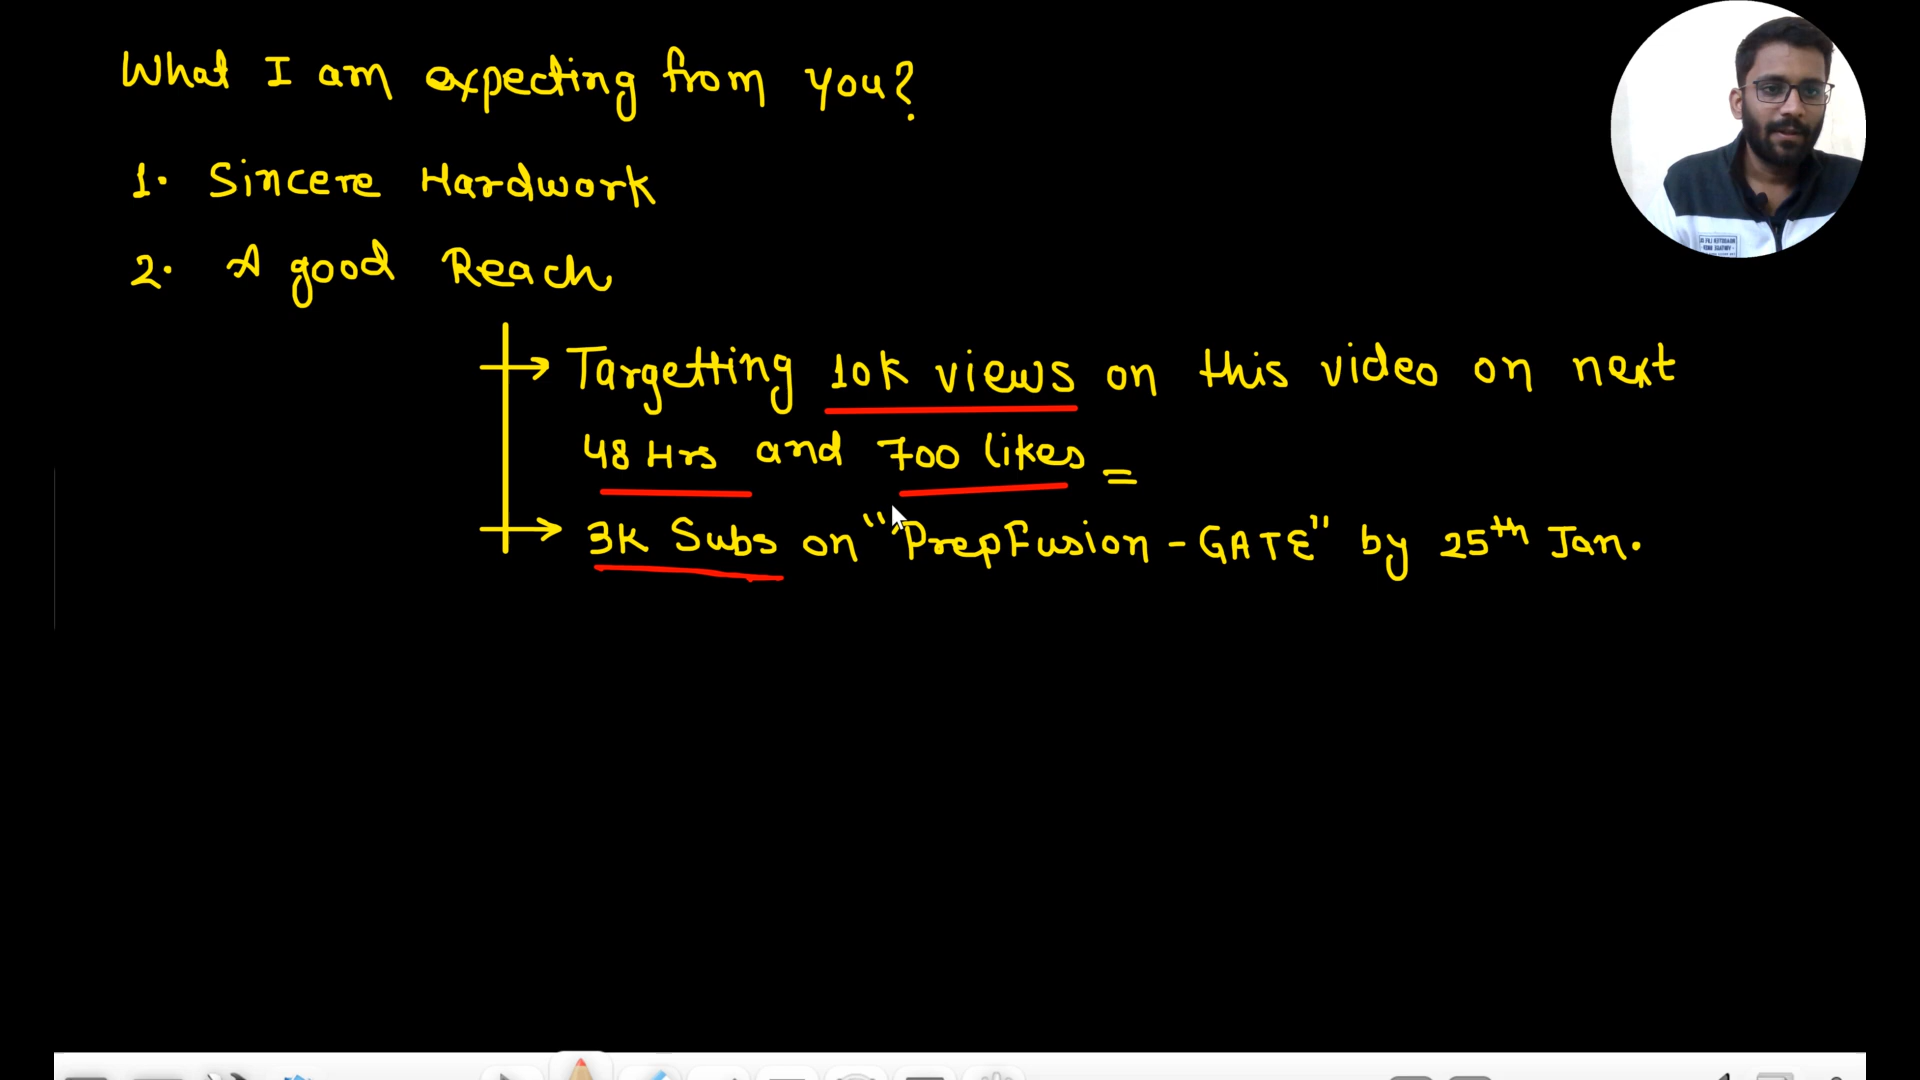 What I am expecting from you?
1. Sincere Hardwork
2. A good Reach
→ Targetting 10K views on this video on next
48 Hrs and 700 likes =
→ 3K Subs on "PrepFusion - GATE" by 25th Jan.